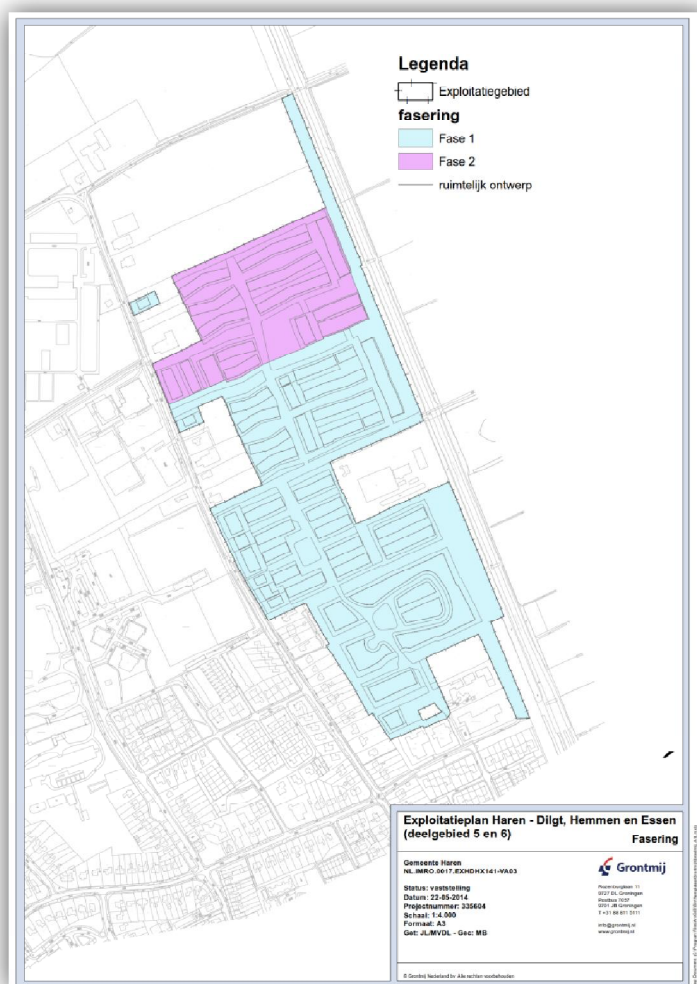 Legenda
Exploitatiegebied
fasering
Fase 1
Fase 2
ruimtelijk ontwerp
Exploitatieplan Haren - Dilgt, Hemmen en Essen
(deelgebied 5 en 6)
Fasering
Gemeente Haren
NL.IMRO.0017.EXHDHX141-VA03
Status: vaststelling
Datum: 22-05-2014
Projectnummer: 335604
Schaal: 1:4.000
Formaat: A3
Get: JL/MVDL - Gec: MB
Grontmij
9727 DL Groningen
Postbus 7057
9701 JB Groningen
info@grontmij.nl
www.grontmij.nl
© Grontmij Nederland bv Alle rechten voorbehouden